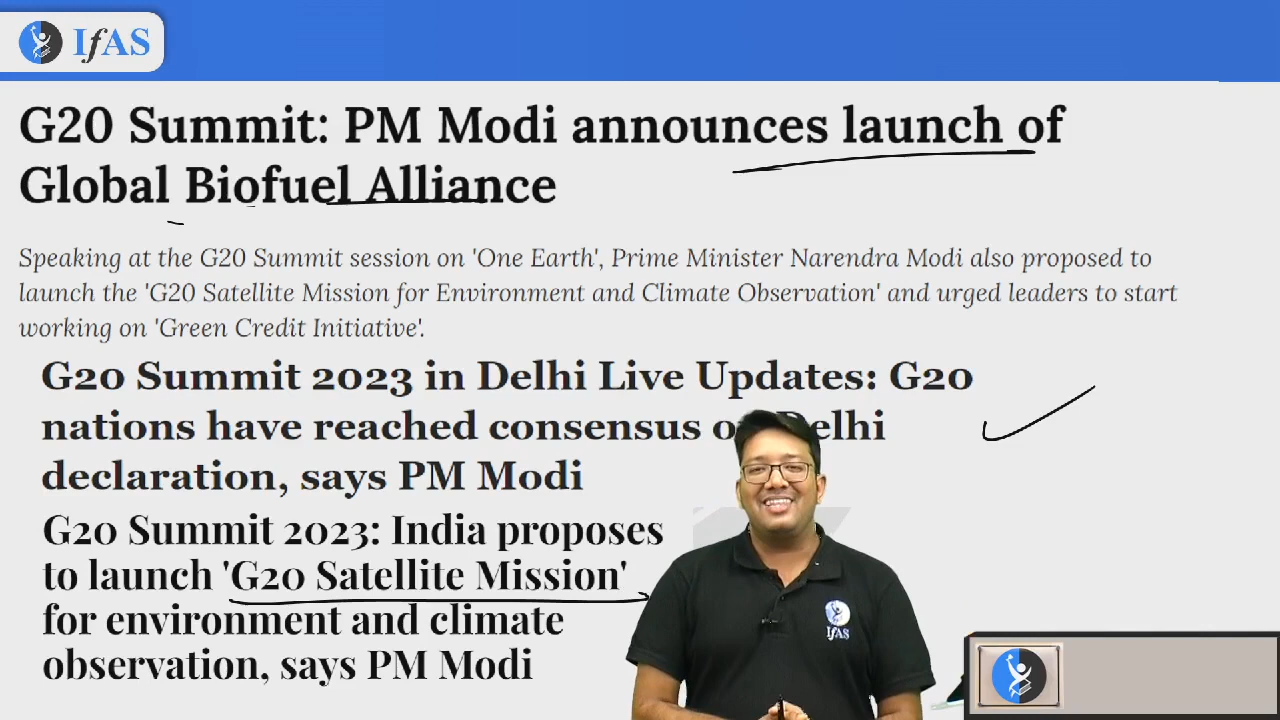 IfAS
G20 Summit: PM Modi announces launch of
Global Biofuel Alliance
Speaking at the G20 Summit session on 'One Earth', Prime Minister Narendra Modi also proposed to
launch the 'G20 Satellite Mission for Environment and Climate Observation' and urged leaders to start
working on 'Green Credit Initiative'.
G20 Summit 2023 in Delhi Live Updates: G20
nations have reached consensus Delhi
declaration, says PM Modi
G20 Summit 2023: India proposes
to launch 'G20 Satellite Mission'
for environment and climate
observation, says PM Modi
IfAS